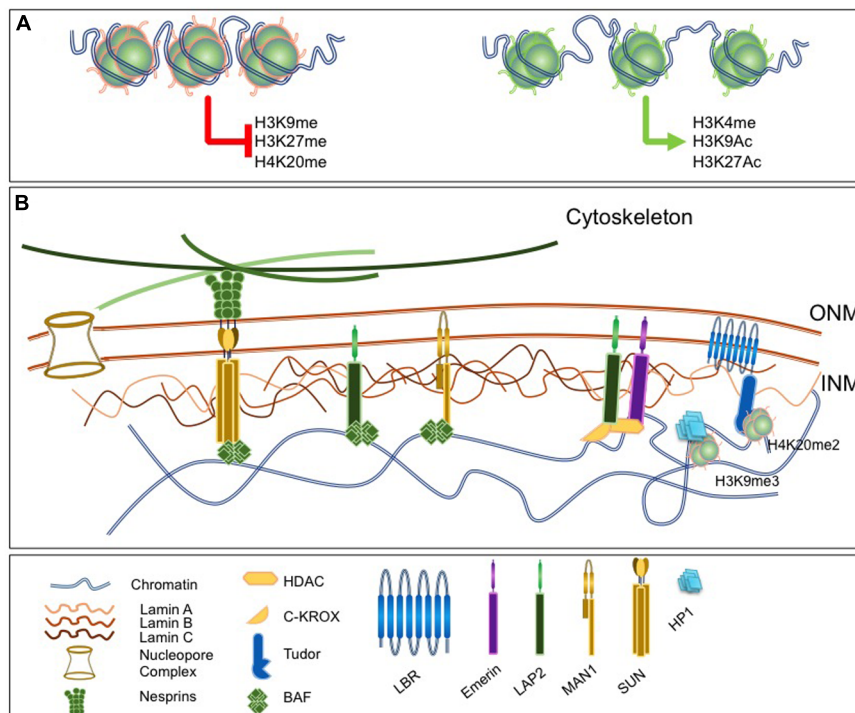 A
H3K9me
H3K27me
H4K20me
H3K4me
H3K9Ac
H3K27Ac
B
Cytoskeleton
ONM
INM
H4K20me2
H3K9me3
Chromatin
Lamin A
Lamin B
Lamin C
Nucleopore
Complex
Nesprins
HDAC
C-KROX
Tudor
BAF
LBR
Emerin
LAP2
MAN1
SUN
HP1